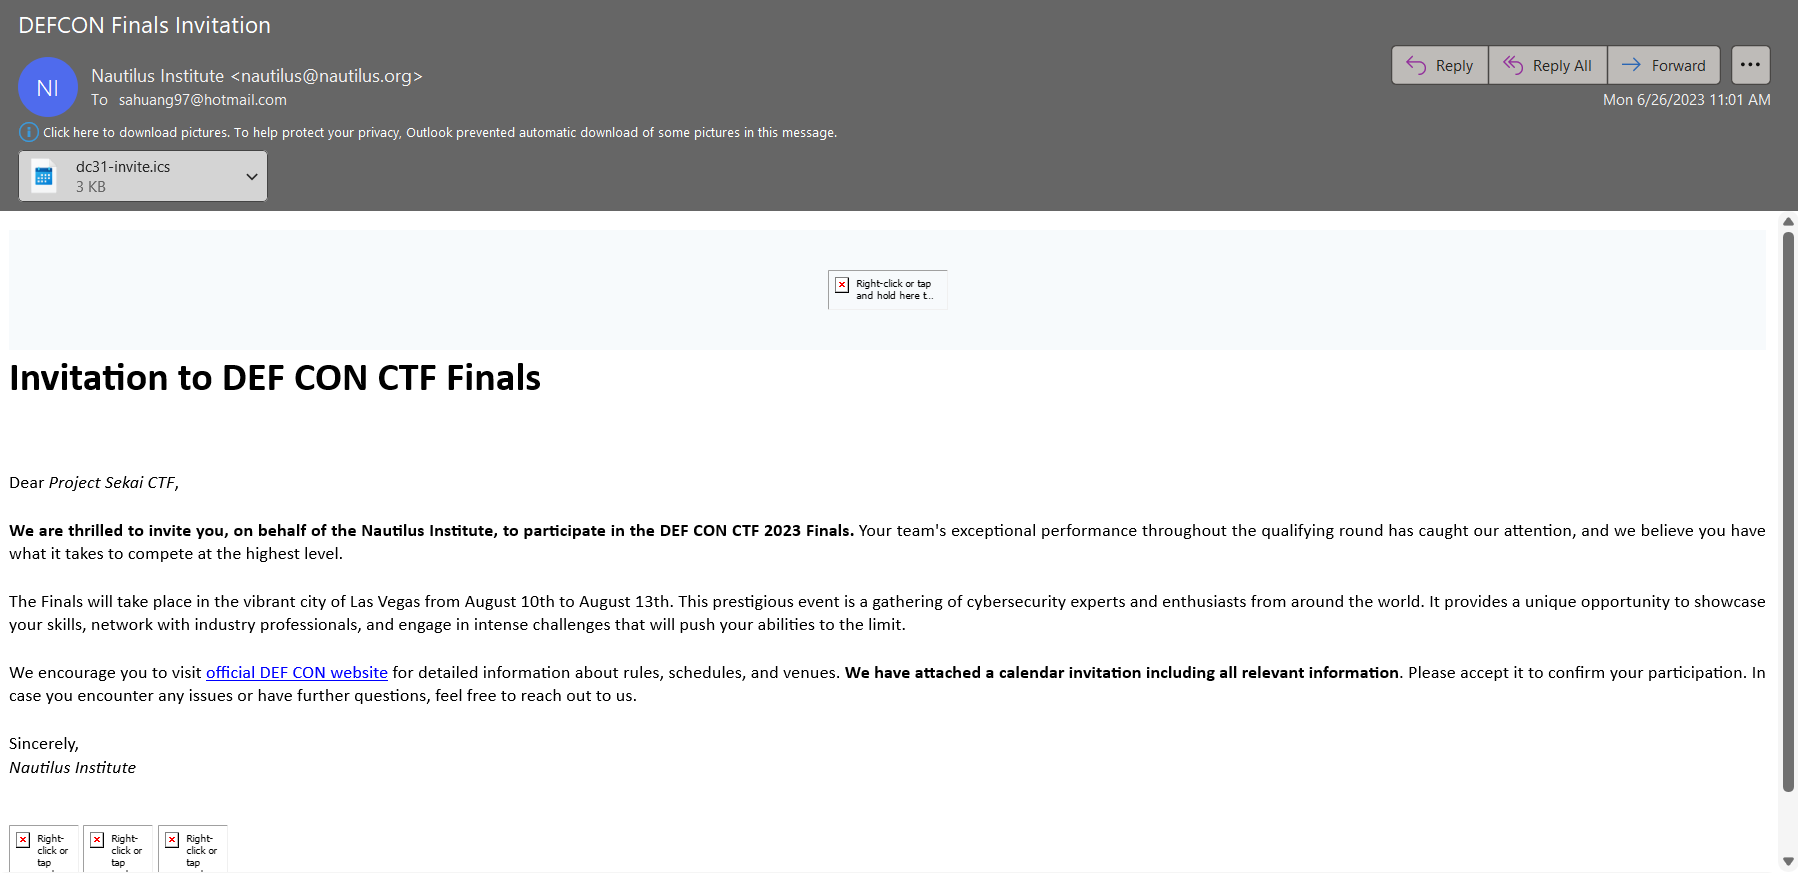 DEFCON Finals Invitation
NI
Nautilus Institute <nautilus@nautilus.org>
To sahuang97@hotmail.com
Reply
Reply All
Forward
Mon 6/26/2023 11:01 AM
Click here to download pictures. To help protect your privacy, Outlook prevented automatic download of some pictures in this message.
dc31-invite.ics
3 KB
Right-click or tap
and hold here t...
Invitation to DEF CON CTF Finals
Dear Project Sekai CTF,
We are thrilled to invite you, on behalf of the Nautilus Institute, to participate in the DEF CON CTF 2023 Finals. Your team's exceptional performance throughout the qualifying round has caught our attention, and we believe you have
what it takes to compete at the highest level.
The Finals will take place in the vibrant city of Las Vegas from August 10th to August 13th. This prestigious event is a gathering of cybersecurity experts and enthusiasts from around the world. It provides a unique opportunity to showcase
your skills, network with industry professionals, and engage in intense challenges that will push your abilities to the limit.
We encourage you to visit official DEF CON website for detailed information about rules, schedules, and venues. We have attached a calendar invitation including all relevant information. Please accept it to confirm your participation. In
case you encounter any issues or have further questions, feel free to reach out to us.
Sincerely,
Nautilus Institute
Right-
click or
tap
Right-
click or
tap
Right-
click or
tap